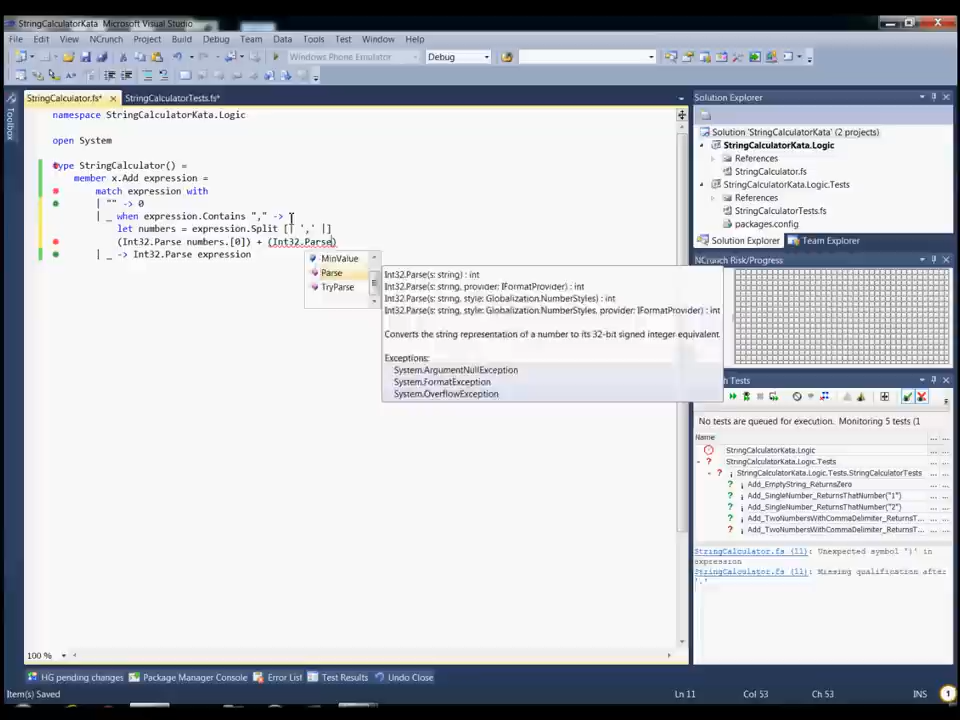 StringCalculatorKata Microsoft Visual Studio
File Edit View NCrunch Project Build Debug Team Data Tools Test Window Help
Windows Phone Emulator Debug
Toolbox
StringCalculator.fs* StringCalculatorTests.fs*
namespace StringCalculatorKata.Logic
open System
type StringCalculator() =
member x.Add expression =
match expression with
| "" -> 0
| _ when expression.Contains "," ->
let numbers = expression.Split [| ',' |]
(Int32.Parse numbers.[0]) + (Int32.Parse)
| _ -> Int32.Parse expression
MinValue
Parse
TryParse
Int32.Parse(s: string) : int
Int32.Parse(s: string, provider: IFormatProvider) : int
Int32.Parse(s: string, style: Globalization.NumberStyles) : int
Int32.Parse(s: string, style: Globalization.NumberStyles, provider: IFormatProvider) : int
Converts the string representation of a number to its 32-bit signed integer equivalent.
Exceptions:
System.ArgumentNullException
System.FormatException
System.OverflowException
Solution Explorer
Solution 'StringCalculatorKata' (2 projects)
StringCalculatorKata.Logic
References
StringCalculator.fs
StringCalculatorKata.Logic.Tests
References
StringCalculatorTests.fs
packages.config
Solution Explorer Team Explorer
NCrunch Risk/Progress
Tests
No tests are queued for execution. Monitoring 5 tests (1
Name
StringCalculatorKata.Logic
StringCalculatorKata.Logic.Tests
StringCalculatorKata.Logic.Tests.StringCalculatorTests
Add_EmptyString_ReturnsZero
Add_SingleNumber_ReturnsThatNumber("1")
Add_SingleNumber_ReturnsThatNumber("2")
Add_TwoNumbersWithCommaDelimiter_ReturnsT...
Add_TwoNumbersWithCommaDelimiter_ReturnsT...
StringCalculator.fs (11): Unexpected symbol ')' in
expression
StringCalculator.fs (11): Missing qualification after
'.'
100 %
HG pending changes Package Manager Console Error List Test Results Undo Close
Item(s) Saved Ln 11 Col 53 Ch 53 INS 1